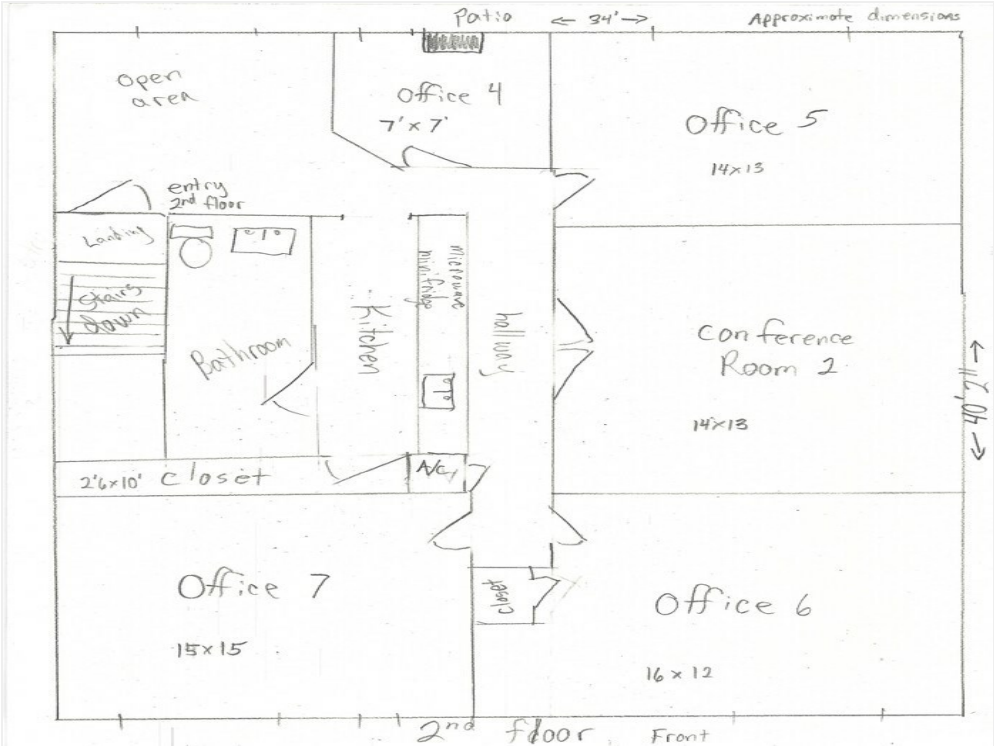 Patio
← 34' →
Approximate dimensions
Open
area
Office 4
7' x 7'
Office 5
14x13
entry
2nd floor
Landing
Stairs
down
Bathroom
Kitchen
microwave
minifridge
hallway
Conference
Room 2
14x13
40'2"
2'6x10' Closet
A/C
Office 7
15x15
closet
Office 6
16 x 12
2nd floor
Front